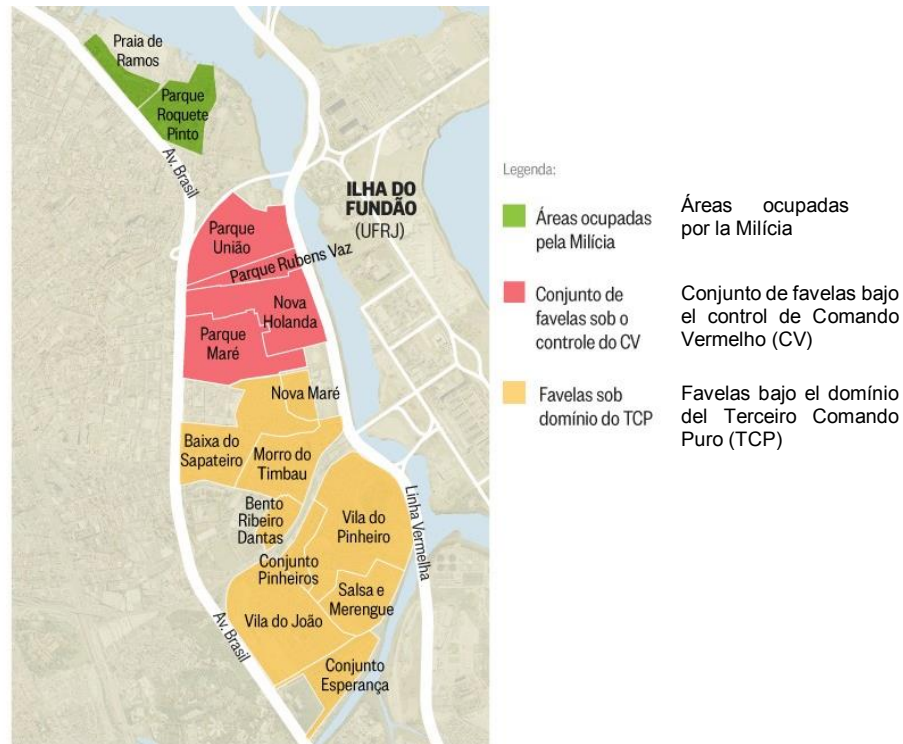 Praia de
Ramos
Parque
Roquete
Pinto
Av. Brasil
ILHA DO
FUNDÃO
(UFRJ)
Parque
União
Parque Rubens Vaz
Nova
Holanda
Parque
Maré
Nova Maré
Baixa do
Sapateiro
Morro do
Timbau
Bento
Ribeiro
Dantas
Vila do
Pinheiro
Linha Vermelha
Conjunto
Pinheiros
Salsa e
Merengue
Vila do João
Av. Brasil
Conjunto
Esperança
Legenda:
Áreas ocupadas
pela Milícia
Áreas ocupadas
por la Milícia
Conjunto de
favelas sob o
controle do CV
Conjunto de favelas bajo
el control de Comando
Vermelho (CV)
Favelas sob
domínio do TCP
Favelas bajo el domínio
del Terceiro Comando
Puro (TCP)